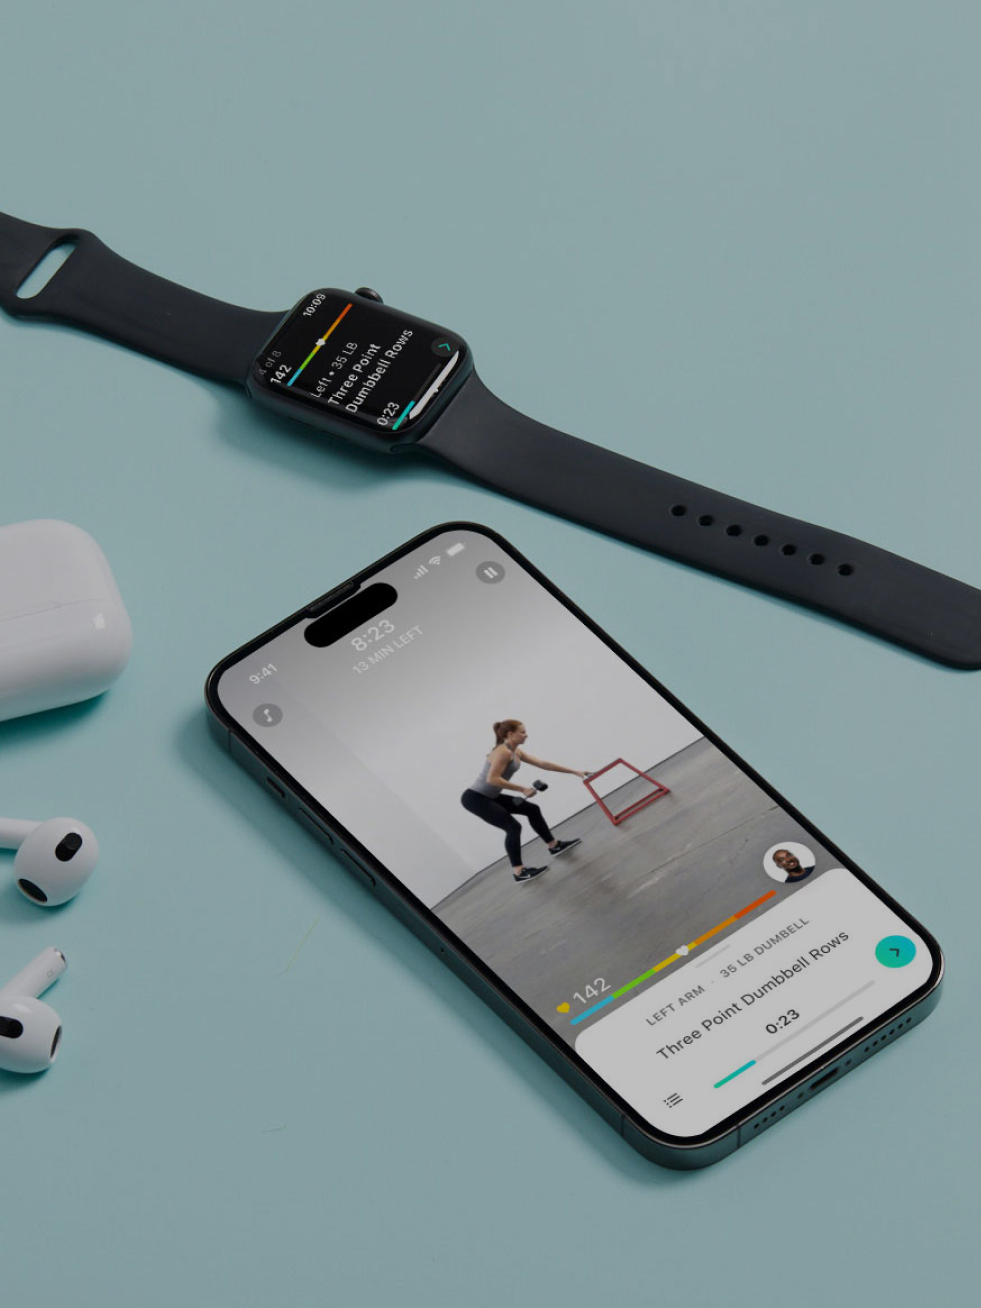 10:09
4 of 8
142
Left • 35 LB
Three Point
Dumbbell Rows
0:23
9:41
8:23
13 MIN LEFT
142
LEFT ARM · 35 LB DUMBELL
Three Point Dumbbell Rows
0:23